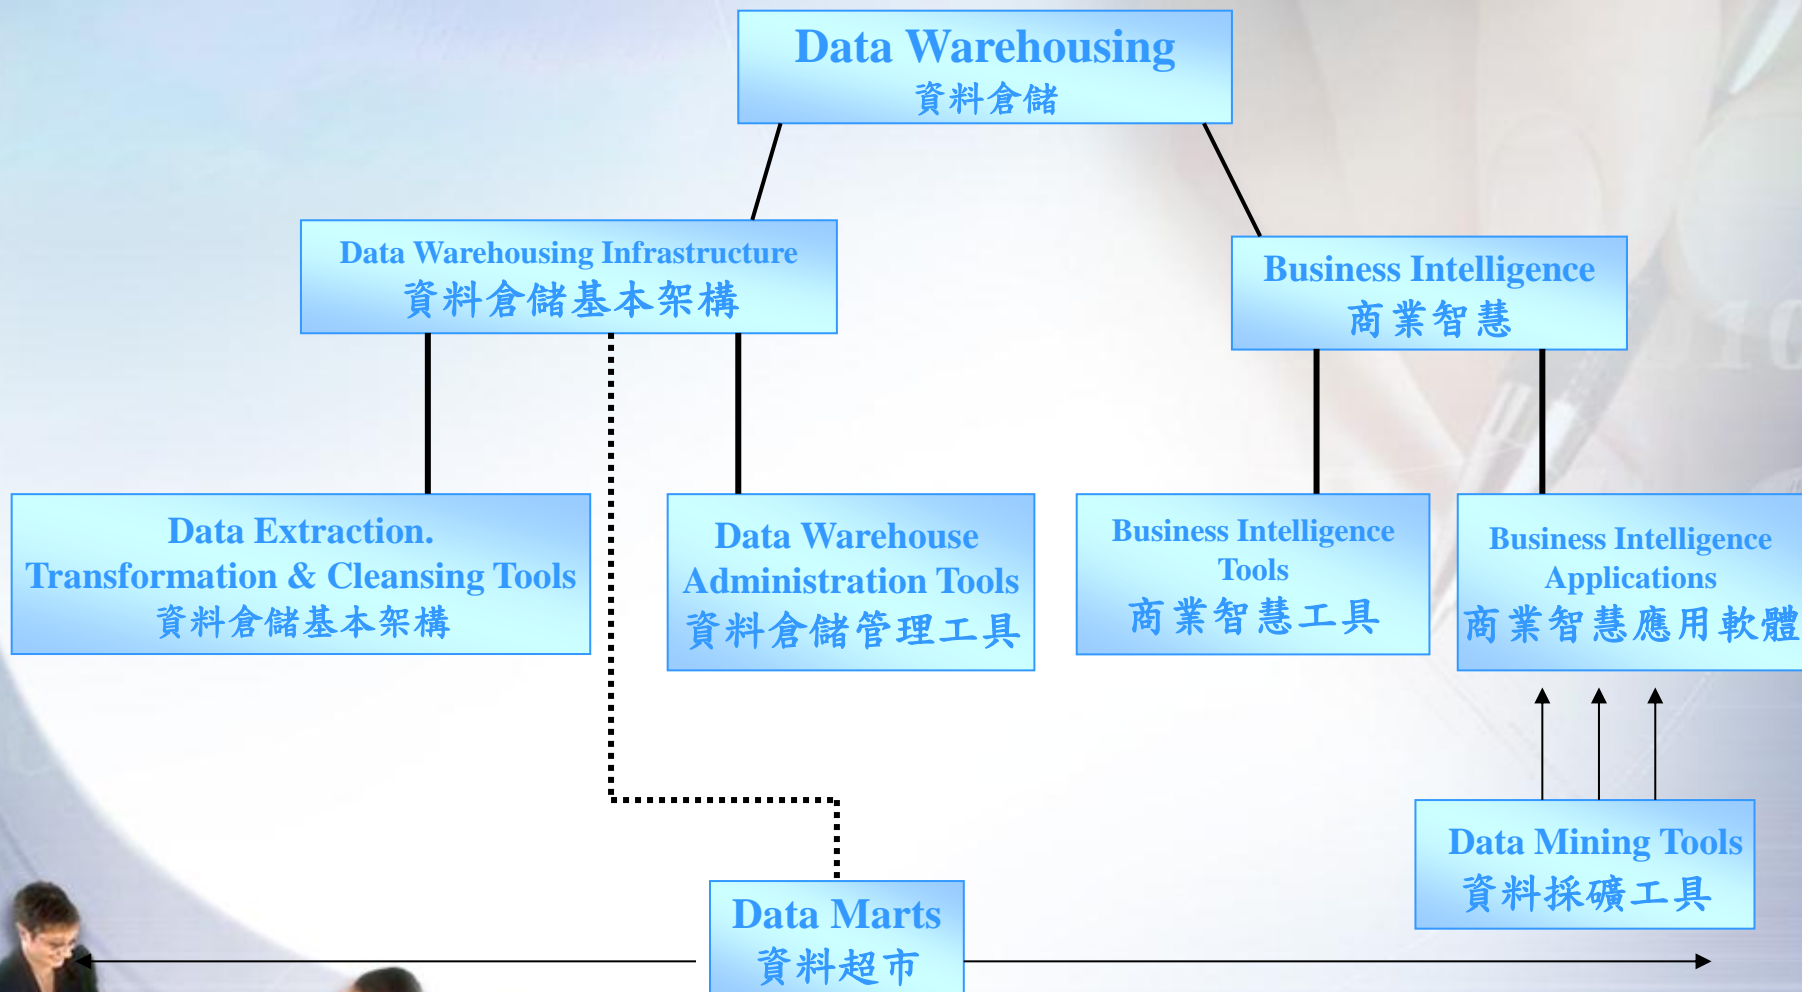 Data Warehousing
資料倉儲
Data Warehousing Infrastructure
資料倉儲基本架構
Business Intelligence
商業智慧
Data Extraction.
Transformation & Cleansing Tools
資料倉儲基本架構
Data Warehouse
Administration Tools
資料倉儲管理工具
Business Intelligence
Tools
商業智慧工具
Business Intelligence
Applications
商業智慧應用軟體
Data Mining Tools
資料採礦工具
Data Marts
資料超市